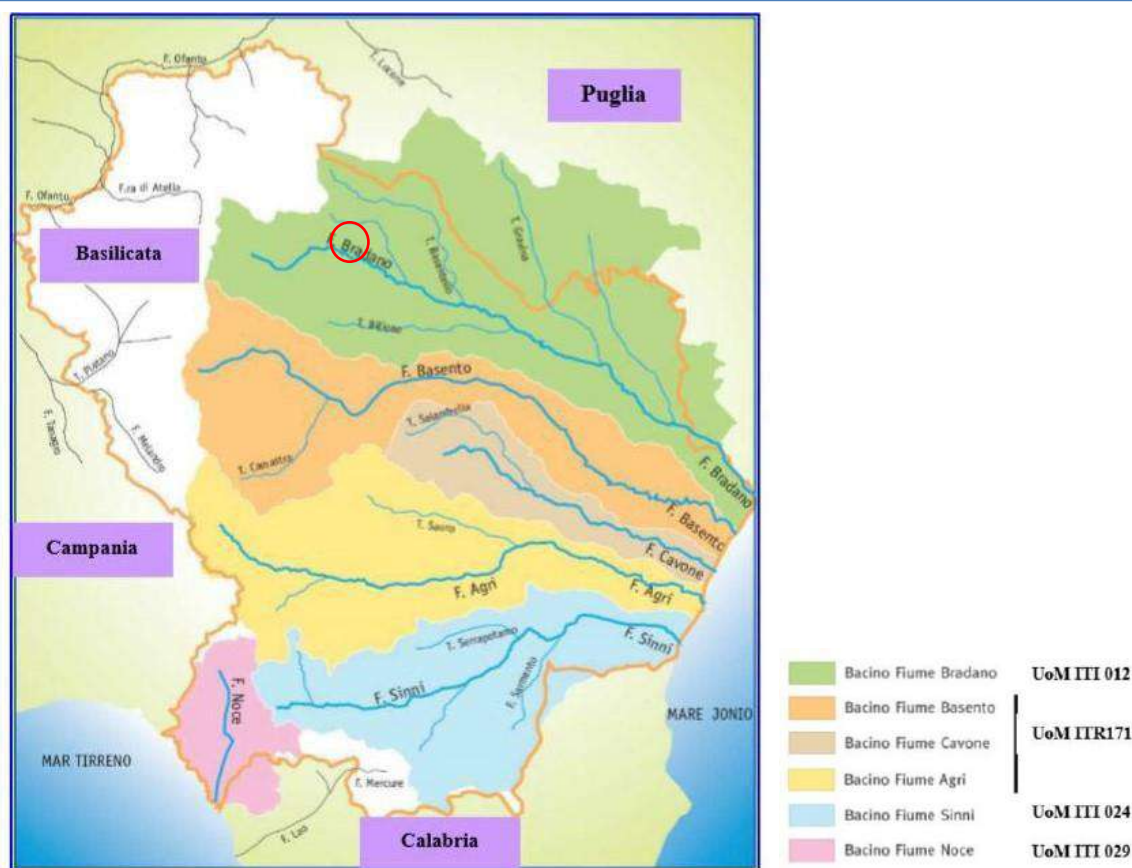 F. Ofanto
T. Locone
Puglia
F. Ofanto
F.ra di Atella
Basilicata
Bradano
T. Basentello
T. Gravina
T. Bilioso
T. Platano
F. Tanagro
F. Melandro
F. Basento
T. Salandrella
T. Camastra
F. Bradano
F. Basento
F. Cavone
Campania
T. Sauro
F. Agri
F. Agri
T. Serrapotamo
F. Sinni
F. Sinni
F. Sarmento
F. Noce
MAR TIRRENO
MARE JONIO
F. Mercure
F. Lao
Calabria
Bacino Fiume Bradano UoM ITI 012
Bacino Fiume Basento
Bacino Fiume Cavone UoM ITR171
Bacino Fiume Agri
Bacino Fiume Sinni UoM ITI 024
Bacino Fiume Noce UoM ITI 029